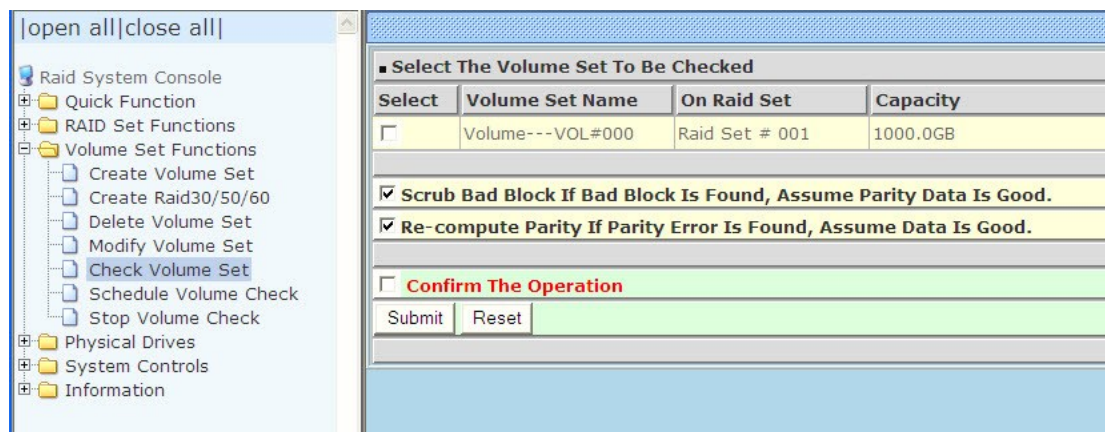 |open all|close all|
Raid System Console
Quick Function
RAID Set Functions
Volume Set Functions
Create Volume Set
Create Raid30/50/60
Delete Volume Set
Modify Volume Set
Check Volume Set
Schedule Volume Check
Stop Volume Check
Physical Drives
System Controls
Information
Select The Volume Set To Be Checked
Select Volume Set Name On Raid Set Capacity
Volume---VOL#000 Raid Set # 001 1000.0GB
Scrub Bad Block If Bad Block Is Found, Assume Parity Data Is Good.
Re-compute Parity If Parity Error Is Found, Assume Data Is Good.
Confirm The Operation
Submit Reset